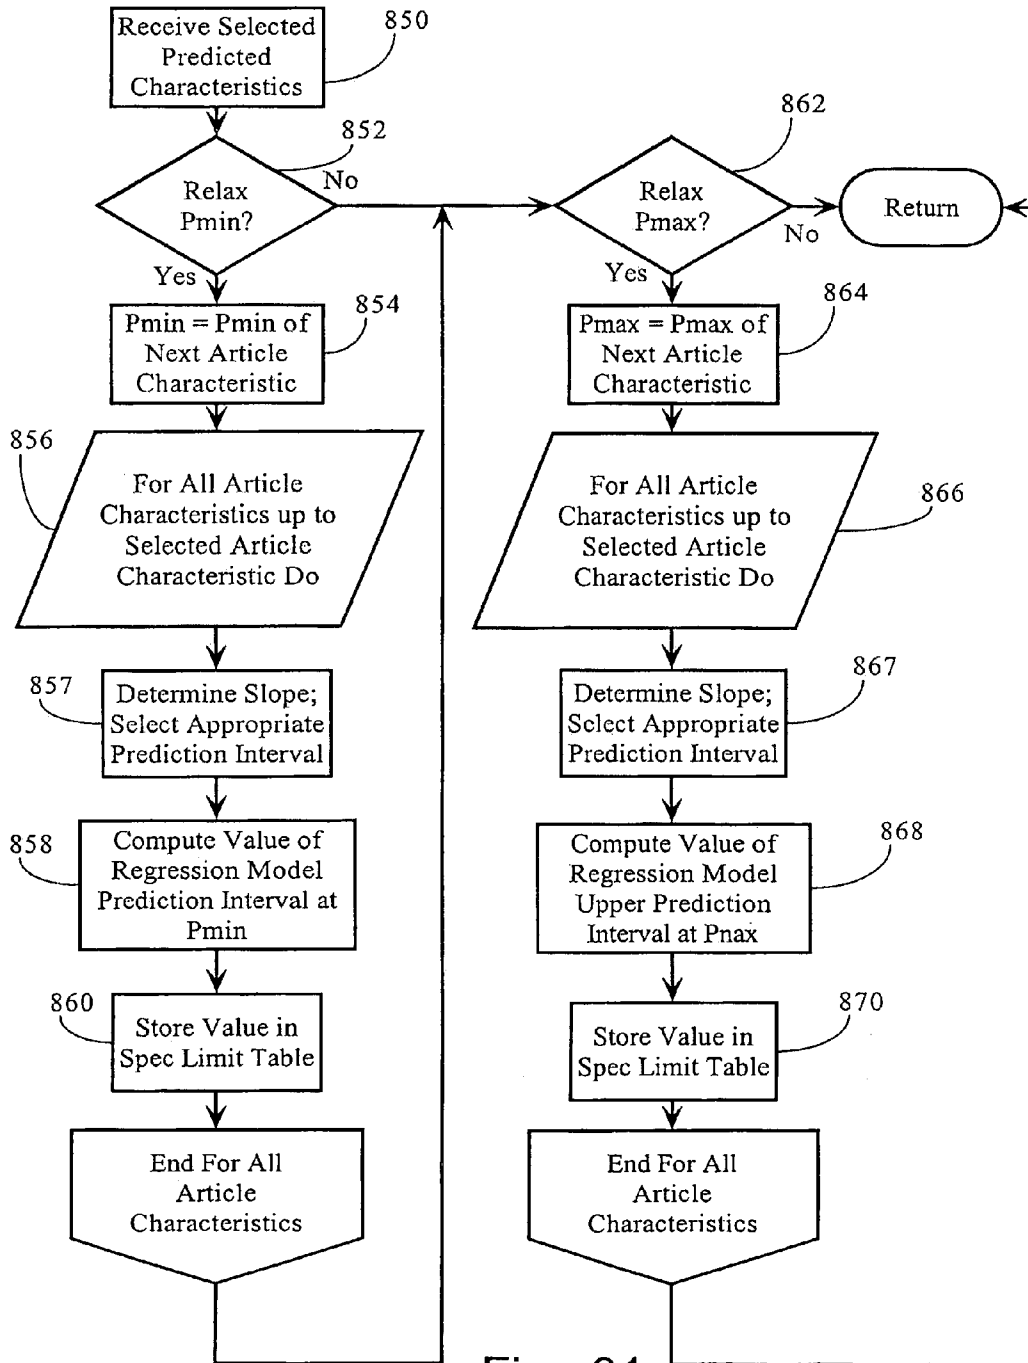 Receive Selected
Predicted
Characteristics
850
852
Relax
Pmin?
No
Yes
Pmin = Pmin of
Next Article
Characteristic
854
856
For All Article
Characteristics up to
Selected Article
Characteristic Do
857
Determine Slope;
Select Appropriate
Prediction Interval
858
Compute Value of
Regression Model
Prediction Interval at
Pmin
860
Store Value in
Spec Limit Table
End For All
Article
Characteristics
862
Relax
Pmax?
No
Return
Yes
864
Pmax = Pmax of
Next Article
Characteristic
For All Article
Characteristics up to
Selected Article
Characteristic Do
866
867
Determine Slope;
Select Appropriate
Prediction Interval
868
Compute Value of
Regression Model
Upper Prediction
Interval at Pnax
870
Store Value in
Spec Limit Table
End For All
Article
Characteristics